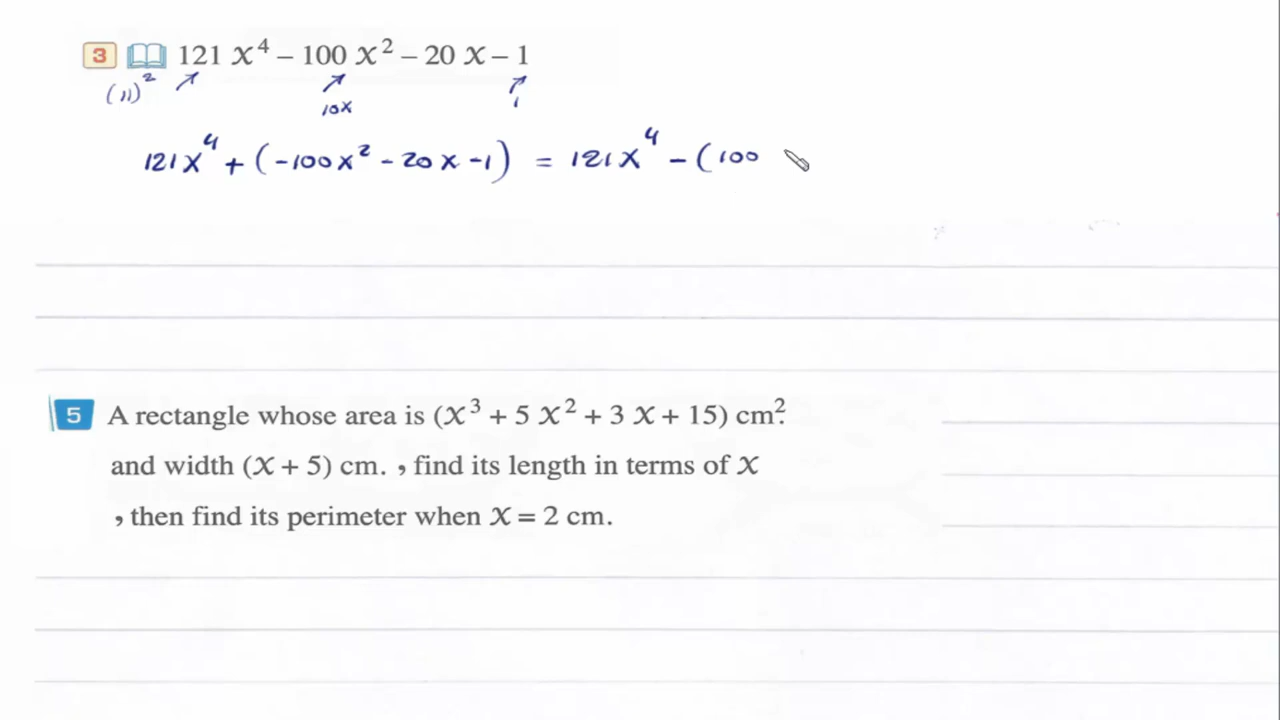 3 121 x⁴ – 100 x² – 20 x – 1
(11)²
10x
1
121x⁴ + (-100x² - 20x -1) = 121x⁴ - (100
5 A rectangle whose area is (x³ + 5 x² + 3 x + 15) cm²
and width (x + 5) cm. , find its length in terms of x
, then find its perimeter when x = 2 cm.